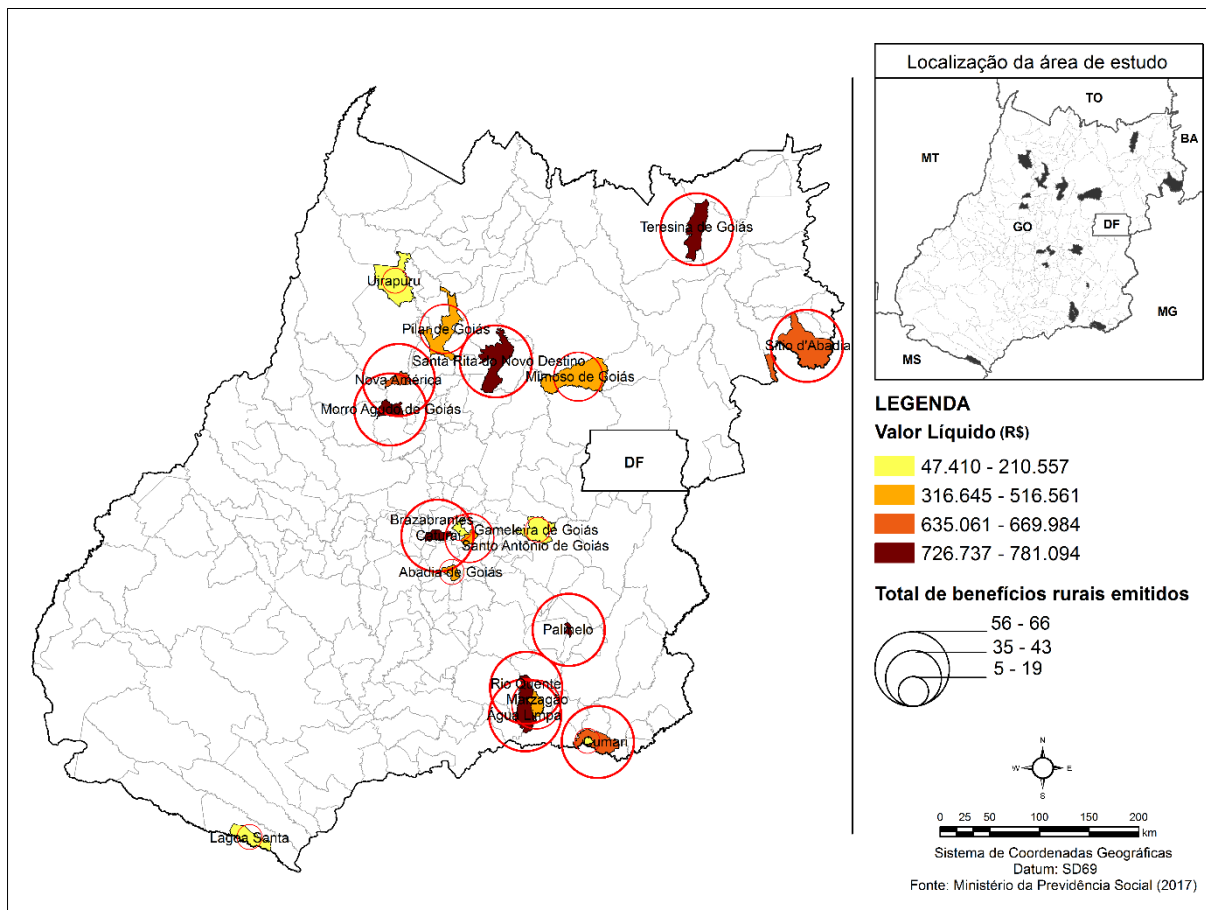 Localização da área de estudo
TO
BA
MT
GO
DF
MG
MS
Teresina de Goiás
Uirapuru
Pilar de Goiás
Sítio d'Abadia
Santa Rita do Novo Destino
Nova América
Mimoso de Goiás
Morro Agudo de Goiás
DF
Brazabrantes
Gameleira de Goiás
Caturaí
Santo Antônio de Goiás
Abadia de Goiás
Palmelo
Rio Quente
Marzagão
Água Limpa
Cumari
Lagoa Santa
LEGENDA
Valor Líquido (R$)
47.410 - 210.557
316.645 - 516.561
635.061 - 669.984
726.737 - 781.094
Total de benefícios rurais emitidos
56 - 66
35 - 43
5 - 19
N
W E
S
0 25 50 100 150 200
km
Sistema de Coordenadas Geográficas
Datum: SD69
Fonte: Ministério da Previdência Social (2017)